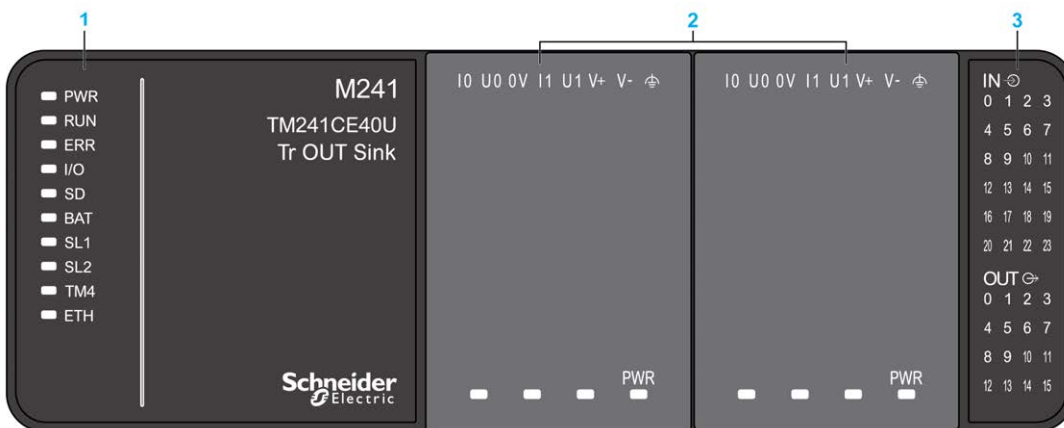 1
2
3
PWR
RUN
ERR
I/O
SD
BAT
SL1
SL2
TM4
ETH
M241
TM241CE40U
Tr OUT Sink
Schneider
Electric
I0 U0 0V I1 U1 V+ V-
PWR
I0 U0 0V I1 U1 V+ V-
PWR
IN
0 1 2 3
4 5 6 7
8 9 10 11
12 13 14 15
16 17 18 19
20 21 22 23
OUT
0 1 2 3
4 5 6 7
8 9 10 11
12 13 14 15